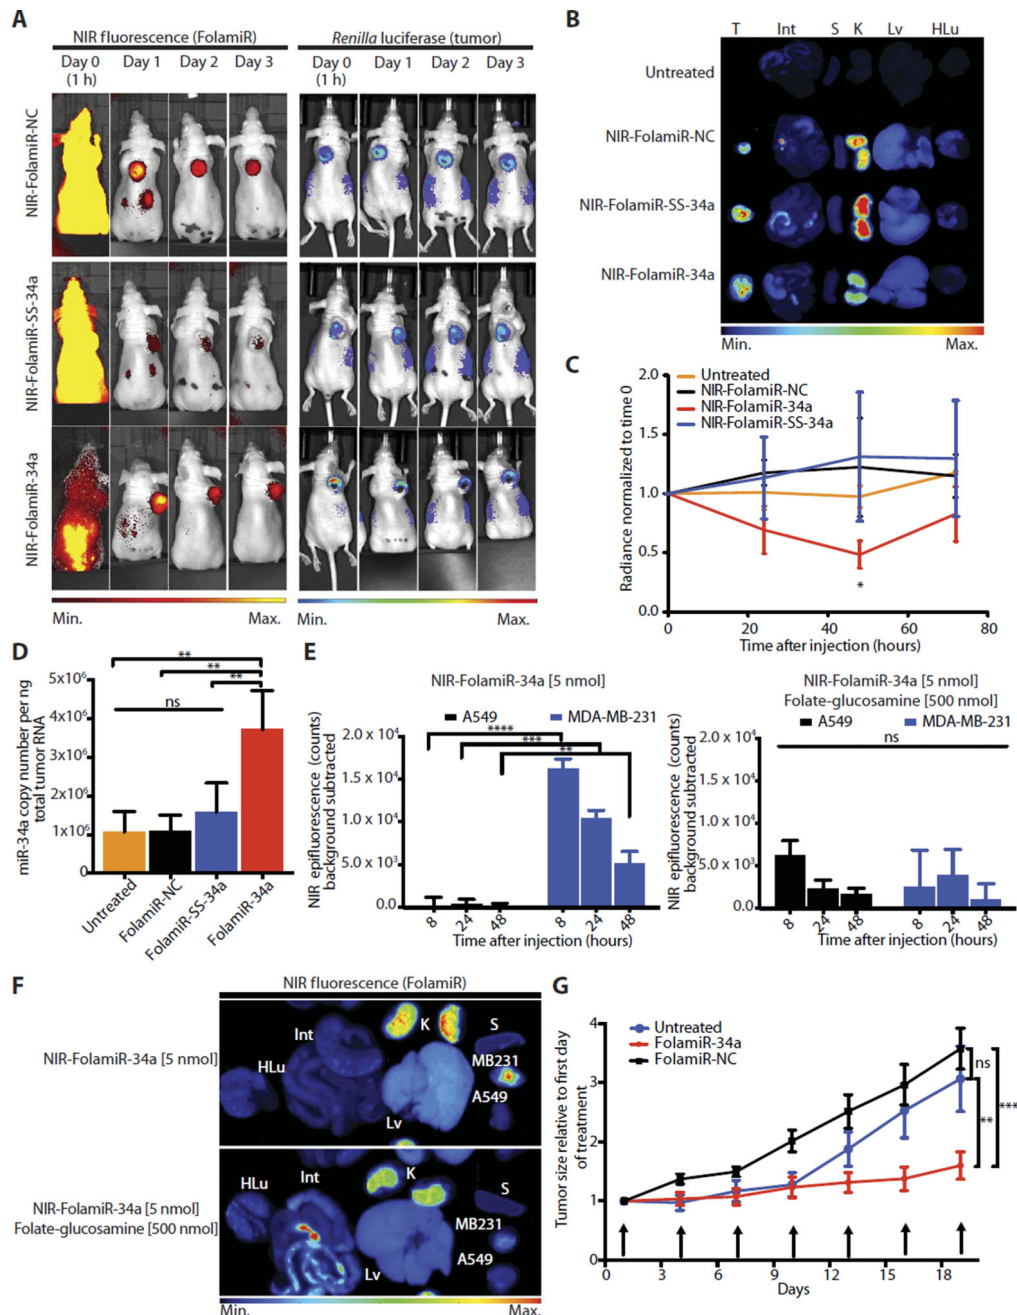 A
NIR fluorescence (FolamiR)
Renilla luciferase (tumor)
Day 0 Day 1 Day 2 Day 3
(1 h)
Day 0 Day 1 Day 2 Day 3
(1 h)
NIR-FolamiR-NC
NIR-FolamiR-SS-34a
NIR-FolamiR-34a
Min. Max.
Min. Max.
B
T Int S K Lv HLu
Untreated
NIR-FolamiR-NC
NIR-FolamiR-SS-34a
NIR-FolamiR-34a
Min. Max.
C
Radiance normalized to time 0
2.0
1.5
1.0
0.5
0.0
Untreated
NIR-FolamiR-NC
NIR-FolamiR-34a
NIR-FolamiR-SS-34a
*
0 20 40 60 80
Time after injection (hours)
D
miR-34a copy number per ng
total tumor RNA
5x10⁶
4x10⁶
3x10⁶
2x10⁶
1x10⁶
0
**
**
**
ns
Untreated
FolamiR-NC
FolamiR-SS-34a
FolamiR-34a
E
NIR-FolamiR-34a [5 nmol]
A549 MDA-MB-231
NIR epifluorescence (counts)
background subtracted
2.0 x 10⁴
1.5 x 10⁴
1.0 x 10⁴
5.0 x 10³
0.0
****
***
**
8 24 48 8 24 48
Time after injection (hours)
NIR-FolamiR-34a [5 nmol]
Folate-glucosamine [500 nmol]
A549 MDA-MB-231
ns
NIR epifluorescence (counts)
background subtracted
2.0 x 10⁴
1.5 x 10⁴
1.0 x 10⁴
5.0 x 10³
0.0
8 24 48 8 24 48
Time after injection (hours)
F
NIR fluorescence (FolamiR)
NIR-FolamiR-34a [5 nmol]
Int
K
S
HLu
MB231
A549
Lv
NIR-FolamiR-34a [5 nmol]
Folate-glucosamine [500 nmol]
HLu
Int
K
S
MB231
A549
Lv
Min. Max.
G
Tumor size relative to first day
of treatment
4
3
2
1
0
Untreated
FolamiR-34a
FolamiR-NC
ns
**
***
0 3 6 9 12 15 18
Days